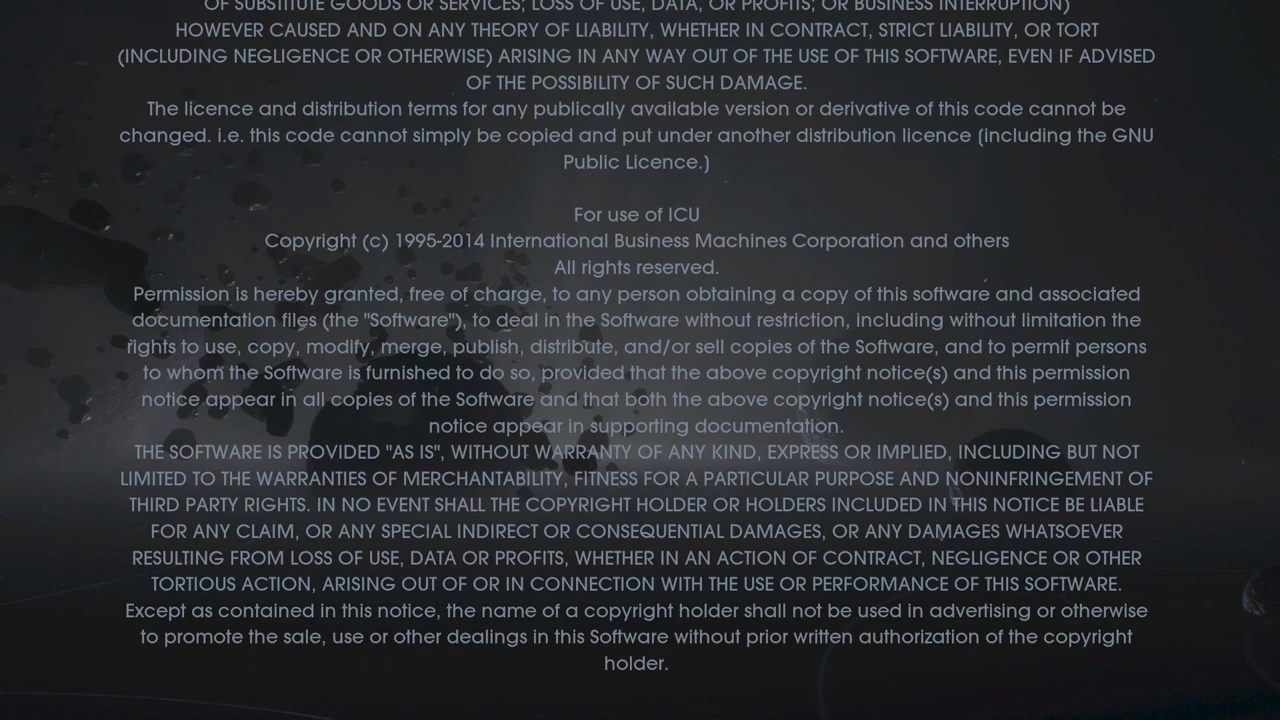 OF SUBSTITUTE GOODS OR SERVICES; LOSS OF USE, DATA, OR PROFITS; OR BUSINESS INTERRUPTION)
HOWEVER CAUSED AND ON ANY THEORY OF LIABILITY, WHETHER IN CONTRACT, STRICT LIABILITY, OR TORT
(INCLUDING NEGLIGENCE OR OTHERWISE) ARISING IN ANY WAY OUT OF THE USE OF THIS SOFTWARE, EVEN IF ADVISED
OF THE POSSIBILITY OF SUCH DAMAGE.
The licence and distribution terms for any publically available version or derivative of this code cannot be
changed. i.e. this code cannot simply be copied and put under another distribution licence (including the GNU
Public Licence.)
For use of ICU
Copyright (c) 1995-2014 International Business Machines Corporation and others
All rights reserved.
Permission is hereby granted, free of charge, to any person obtaining a copy of this software and associated
documentation files (the "Software"), to deal in the Software without restriction, including without limitation the
rights to use, copy, modify, merge, publish, distribute, and/or sell copies of the Software, and to permit persons
to whom the Software is furnished to do so, provided that the above copyright notice(s) and this permission
notice appear in all copies of the Software and that both the above copyright notice(s) and this permission
notice appear in supporting documentation.
THE SOFTWARE IS PROVIDED "AS IS", WITHOUT WARRANTY OF ANY KIND, EXPRESS OR IMPLIED, INCLUDING BUT NOT
LIMITED TO THE WARRANTIES OF MERCHANTABILITY, FITNESS FOR A PARTICULAR PURPOSE AND NONINFRINGEMENT OF
THIRD PARTY RIGHTS. IN NO EVENT SHALL THE COPYRIGHT HOLDER OR HOLDERS INCLUDED IN THIS NOTICE BE LIABLE
FOR ANY CLAIM, OR ANY SPECIAL INDIRECT OR CONSEQUENTIAL DAMAGES, OR ANY DAMAGES WHATSOEVER
RESULTING FROM LOSS OF USE, DATA OR PROFITS, WHETHER IN AN ACTION OF CONTRACT, NEGLIGENCE OR OTHER
TORTIOUS ACTION, ARISING OUT OF OR IN CONNECTION WITH THE USE OR PERFORMANCE OF THIS SOFTWARE.
Except as contained in this notice, the name of a copyright holder shall not be used in advertising or otherwise
to promote the sale, use or other dealings in this Software without prior written authorization of the copyright
holder.